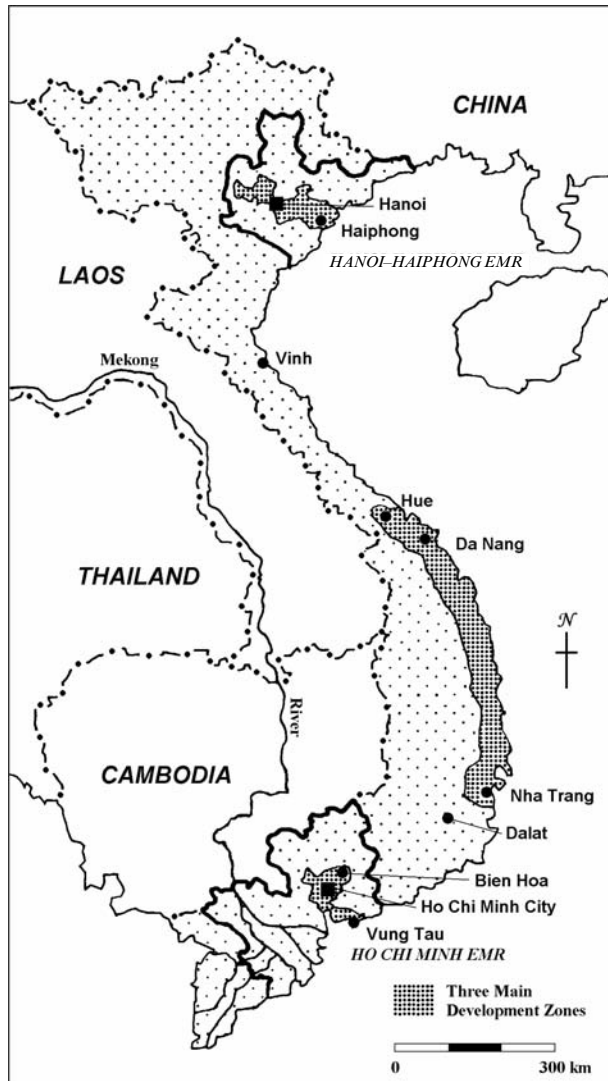 CHINA
Hanoi
Haiphong
HANOI–HAIPHONG EMR
LAOS
Vinh
Mekong
Hue
Da Nang
THAILAND
N
River
CAMBODIA
Nha Trang
Dalat
Bien Hoa
Ho Chi Minh City
Vung Tau
HO CHI MINH EMR
Three Main
Development Zones
0 300 km